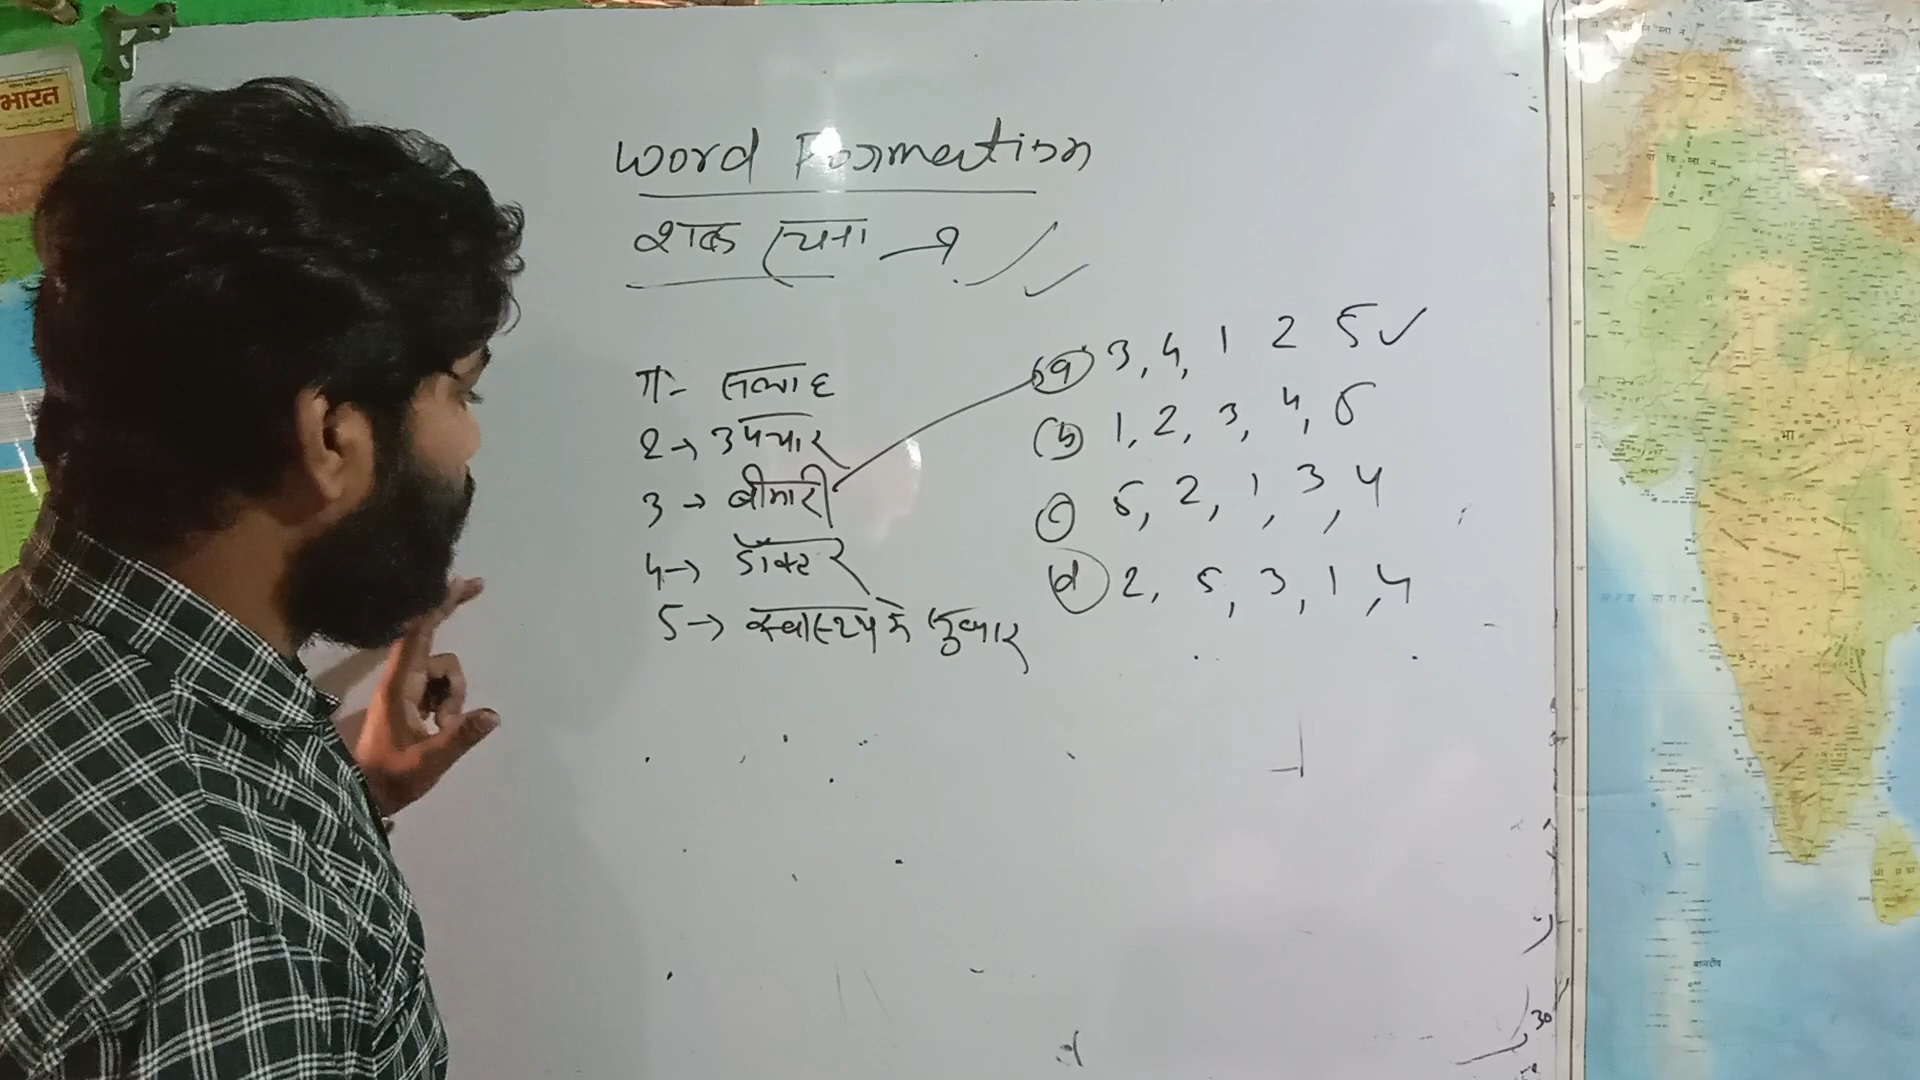 Word Formation
शब्द रचना → ?
1 :- सलाह
2 → उपचार
3 → बीमारी
4 → डॉक्टर
5 → स्वास्थ्य मे सुधार
(a) 3, 4, 1 2 5 ✓
(b) 1, 2, 3, 4, 5
(c) 5, 2, 1, 3, 4
(d) 2, 5, 3, 1, 4
भारत
30